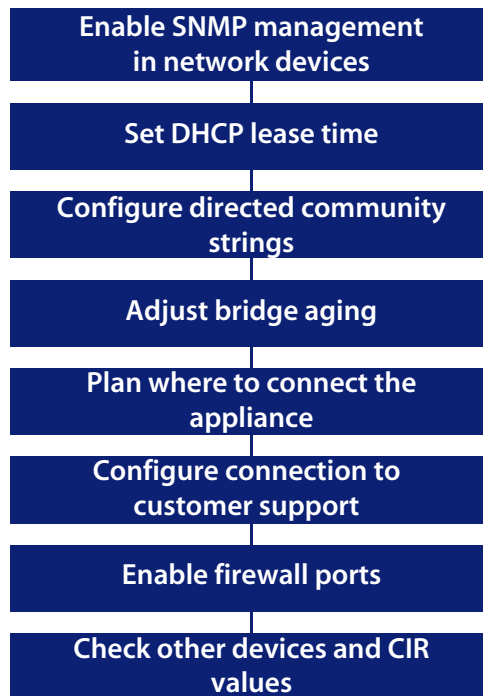 Enable SNMP management
in network devices
Set DHCP lease time
Configure directed community
strings
Adjust bridge aging
Plan where to connect the
appliance
Configure connection to
customer support
Enable firewall ports
Check other devices and CIR
values